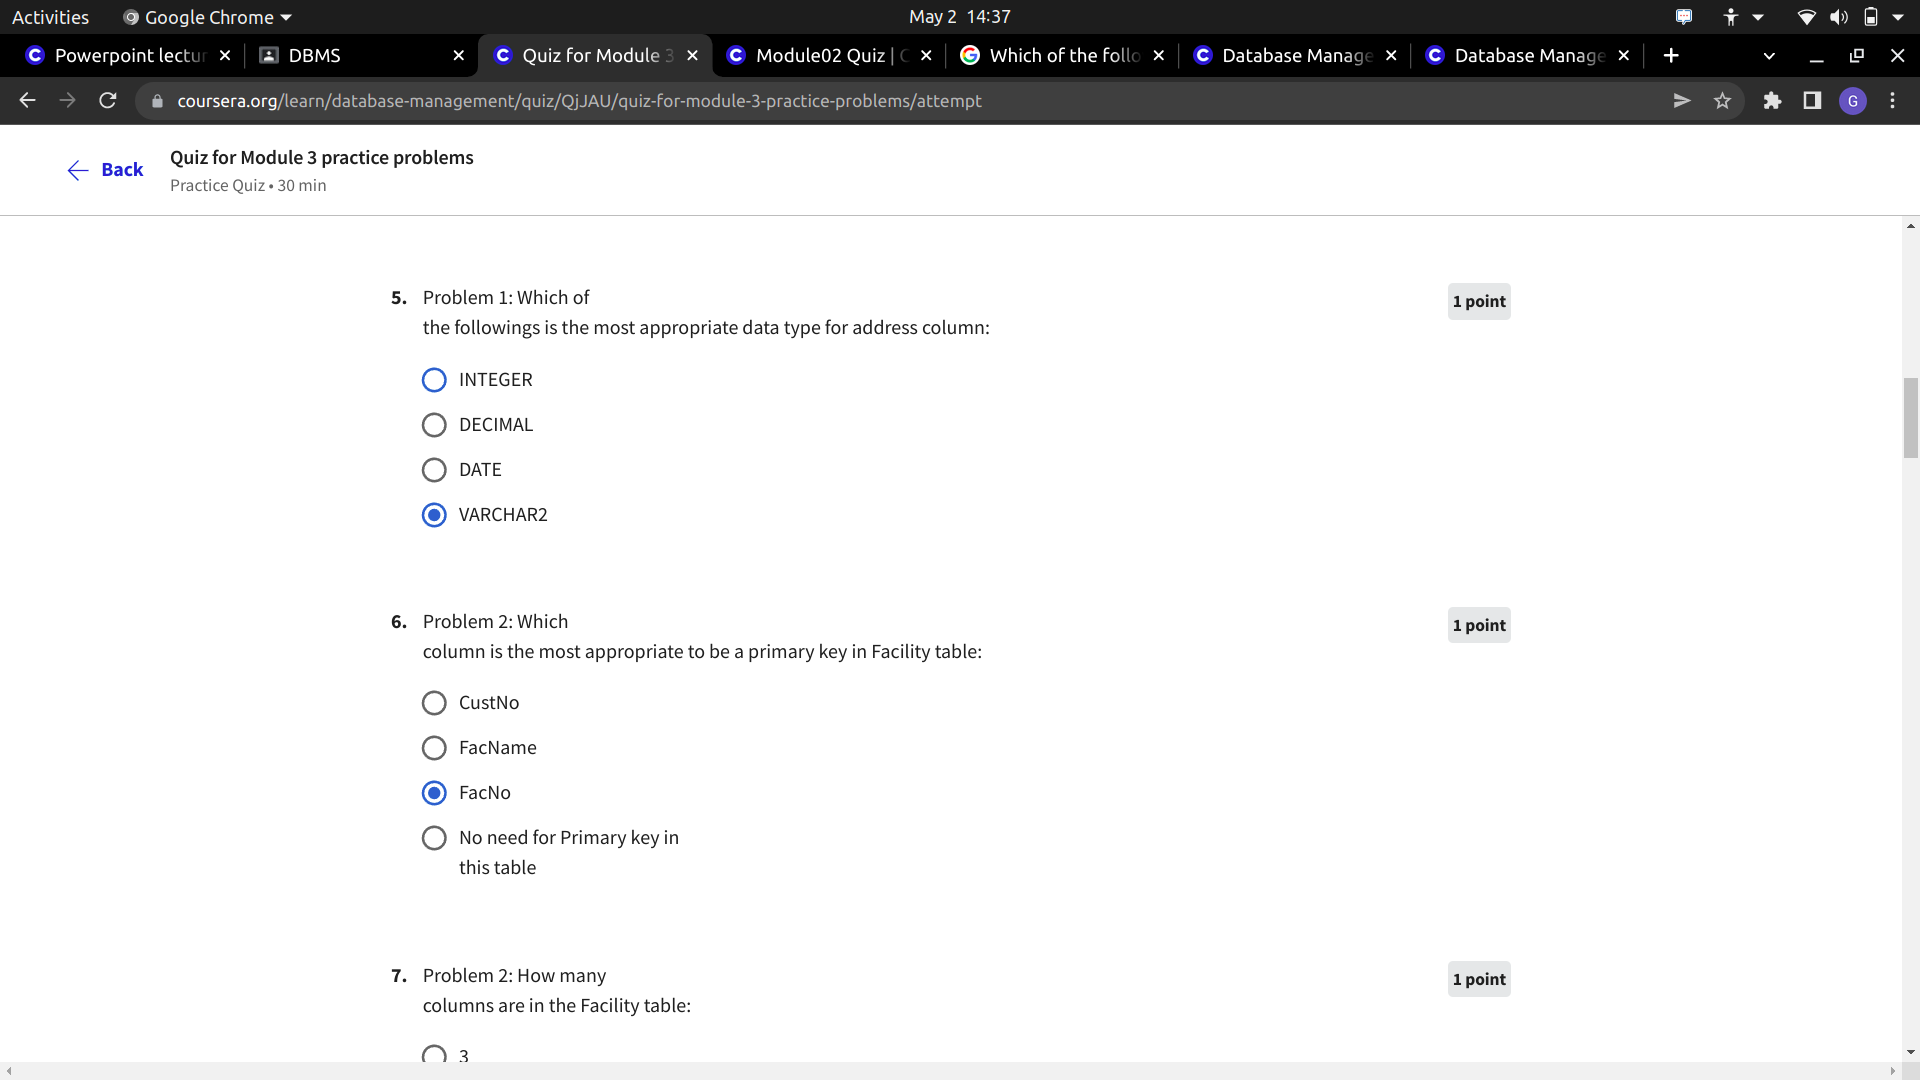 Activities Google Chrome May 2 14:37
Powerpoint lectur DBMS Quiz for Module 3 Module02 Quiz | C Which of the follo Database Manage Database Manage
coursera.org/learn/database-management/quiz/QjJAU/quiz-for-module-3-practice-problems/attempt G
Back
Quiz for Module 3 practice problems
Practice Quiz • 30 min
5. Problem 1: Which of 1 point
the followings is the most appropriate data type for address column:
INTEGER
DECIMAL
DATE
VARCHAR2
6. Problem 2: Which 1 point
column is the most appropriate to be a primary key in Facility table:
CustNo
FacName
FacNo
No need for Primary key in
this table
7. Problem 2: How many 1 point
columns are in the Facility table:
3